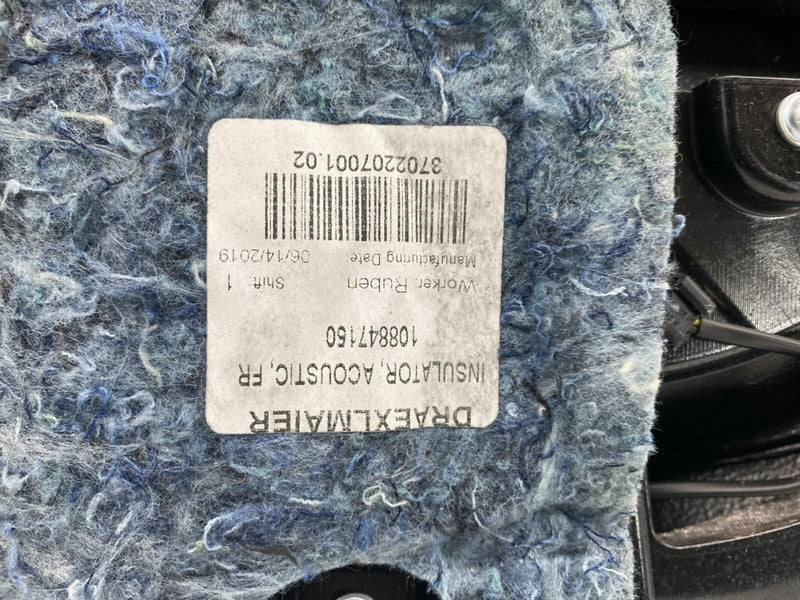 DRAEXLMAIER
INSULATOR, ACOUSTIC, FR
108847150
Worker: Ruben Shift: 1
Manufacturing Date 06/14/2019
3702207001.02